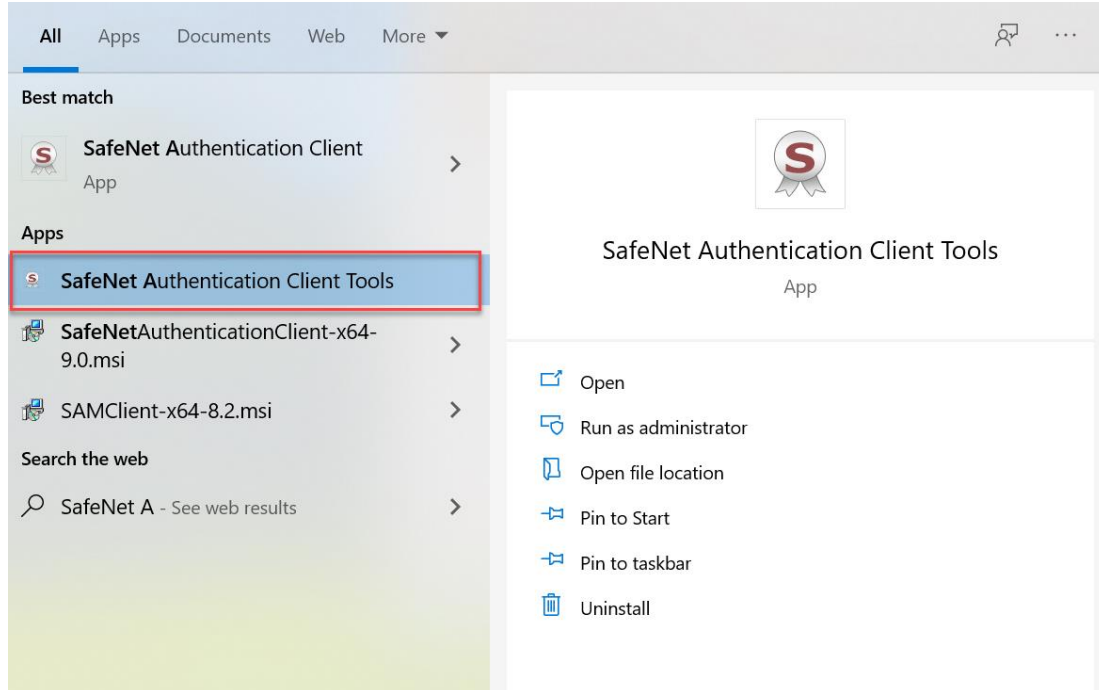 All Apps Documents Web More ...
Best match
SafeNet Authentication Client
App
Apps
SafeNet Authentication Client Tools
SafeNetAuthenticationClient-x64-
9.0.msi
SAMClient-x64-8.2.msi
Search the web
SafeNet A - See web results
S
SafeNet Authentication Client Tools
App
Open
Run as administrator
Open file location
Pin to Start
Pin to taskbar
Uninstall